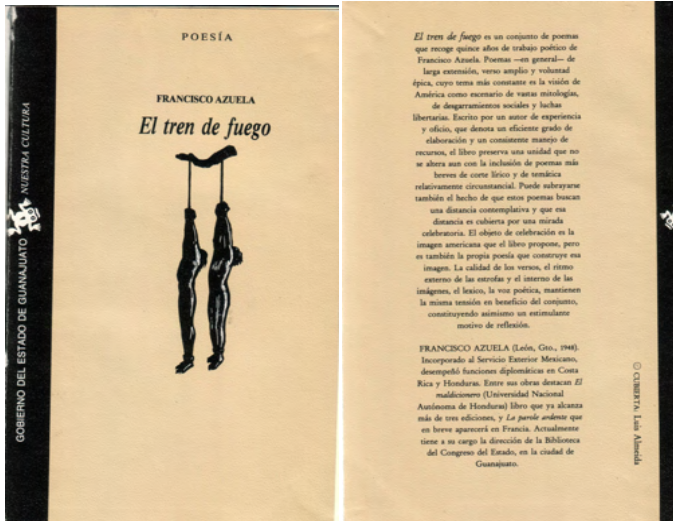 POESÍA
FRANCISCO AZUELA
El tren de fuego
NUESTRA CULTURA
GOBIERNO DEL ESTADO DE GUANAJUATO
El tren de fuego es un conjunto de poemas
que recoge quince años de trabajo poético de
Francisco Azuela. Poemas —en general— de
larga extensión, verso amplio y voluntad
épica, cuyo tema más constante es la visión de
América como escenario de vastas mitologías,
de desgarramientos sociales y luchas
libertarias. Escrito por un autor de experiencia
y oficio, que denota un eficiente grado de
elaboración y un consistente manejo de
recursos, el libro preserva una unidad que no
se altera aun con la inclusión de poemas más
breves de corte lírico y de temática
relativamente circunstancial. Puede subrayarse
también el hecho de que estos poemas buscan
una distancia contemplativa y que esa
distancia es cubierta por una mirada
celebratoria. El objeto de celebración es la
imagen americana que el libro propone, pero
es también la propia poesía que construye esa
imagen. La calidad de los versos, el ritmo
externo de las estrofas y el interno de las
imágenes, el lexico, la voz poética, mantienen
la misma tensión en beneficio del conjunto,
constituyendo asimismo un estimulante
motivo de reflexión.
FRANCISCO AZUELA (León, Gto., 1948).
Incorporado al Servicio Exterior Mexicano,
desempeñó funciones diplomáticas en Costa
Rica y Honduras. Entre sus obras destacan El
maldicionero (Universidad Nacional
Autónoma de Honduras) libro que ya alcanza
más de tres ediciones, y La parole ardente que
en breve aparecerá en Francia. Actualmente
tiene a su cargo la dirección de la Biblioteca
del Congreso del Estado, en la ciudad de
Guanajuato.
© CUBIERTA: Luis Almeida